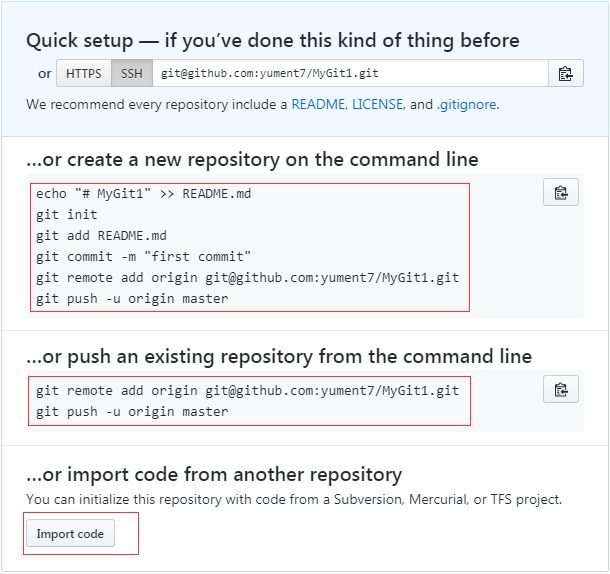 Quick setup — if you’ve done this kind of thing before
or HTTPS SSH git@github.com:yument7/MyGit1.git
We recommend every repository include a README, LICENSE, and .gitignore.
…or create a new repository on the command line
echo "# MyGit1" >> README.md
git init
git add README.md
git commit -m "first commit"
git remote add origin git@github.com:yument7/MyGit1.git
git push -u origin master
…or push an existing repository from the command line
git remote add origin git@github.com:yument7/MyGit1.git
git push -u origin master
…or import code from another repository
You can initialize this repository with code from a Subversion, Mercurial, or TFS project.
Import code